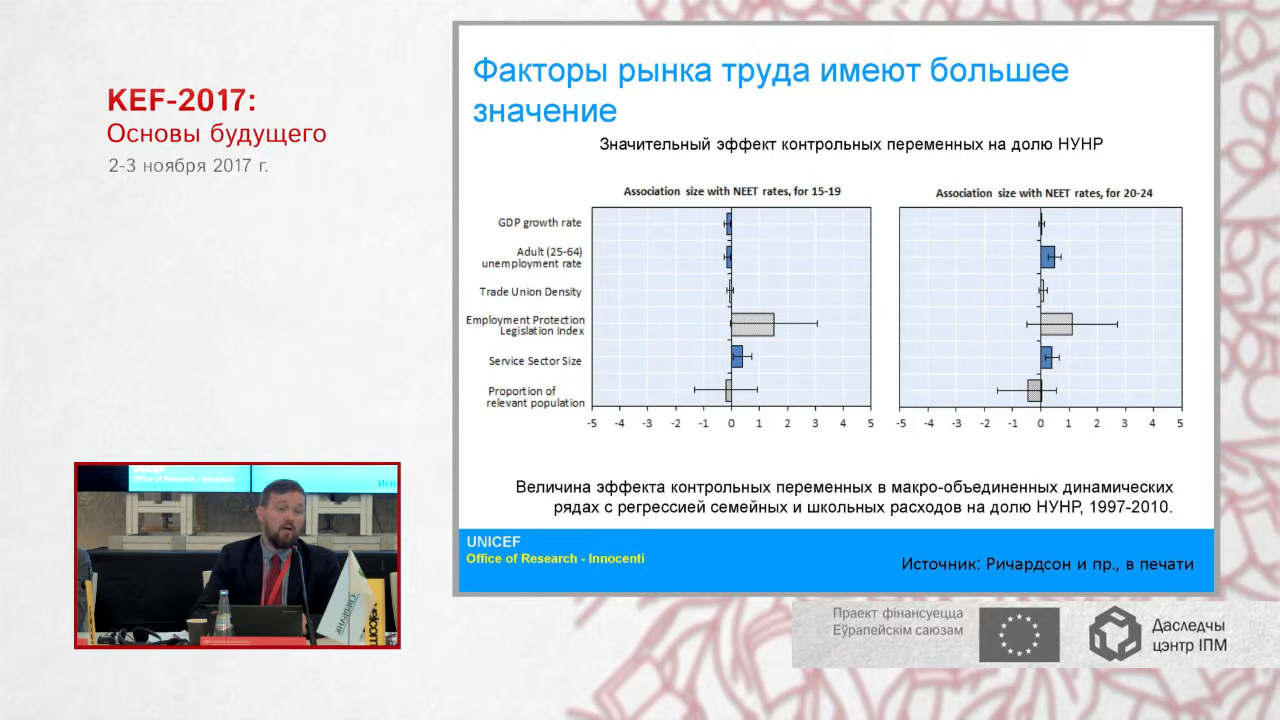 KEF-2017:
Основы будущего
2-3 ноября 2017 г.
Факторы рынка труда имеют большее
значение
Значительный эффект контрольных переменных на долю НУНР
Association size with NEET rates, for 15-19
Association size with NEET rates, for 20-24
GDP growth rate
Adult (25-64)
unemployment rate
Trade Union Density
Employment Protection
Legislation Index
Service Sector Size
Proportion of
relevant population
-5 -4 -3 -2 -1 0 1 2 3 4 5
-5 -4 -3 -2 -1 0 1 2 3 4 5
Величина эффекта контрольных переменных в макро-объединенных динамических
рядах с регрессией семейных и школьных расходов на долю НУНР, 1997-2010.
UNICEF
Office of Research - Innocenti
Источник: Ричардсон и пр., в печати
UNICEF
Office of Research - Innocenti
Праект фінансуецца
Еўрапейскім саюзам
Даследчы
цэнтр ІПМ